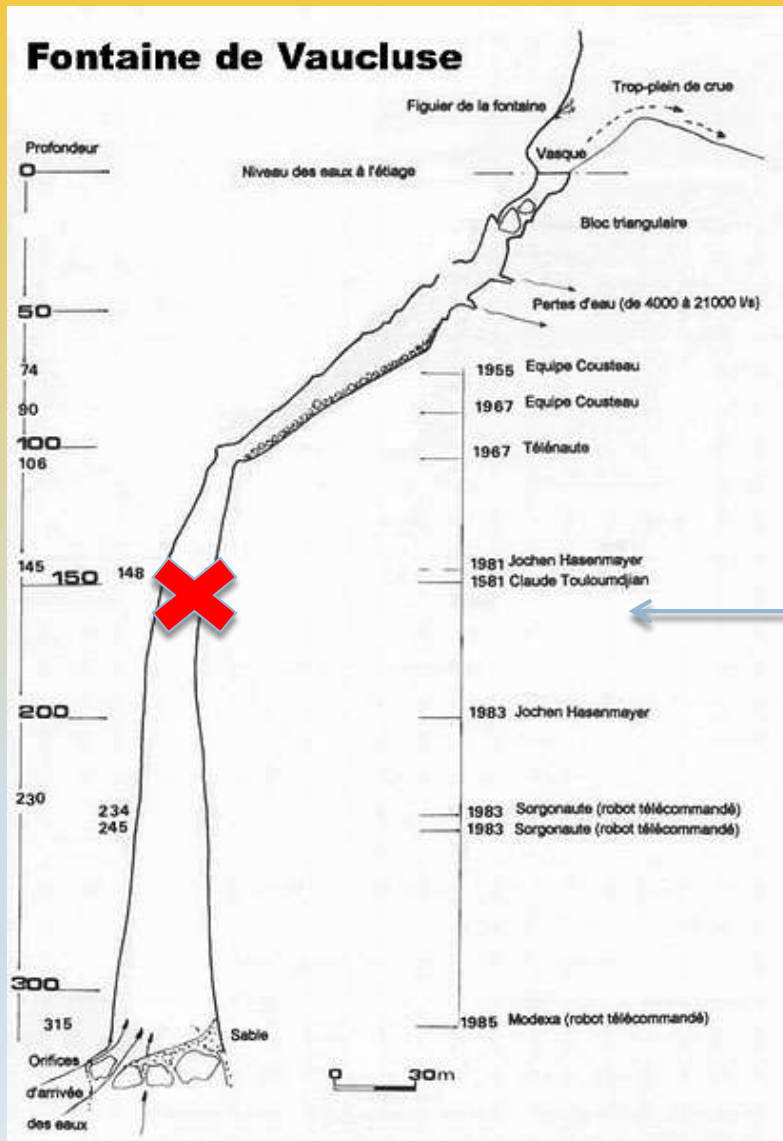 Fontaine de Vaucluse
Trop-plein de crue
Figuier de la fontaine
Profondeur
Vasque
0
Niveau des eaux à l'étiage
Bloc triangulaire
50
Pertes d'eau (de 4000 à 21000 l/s)
74
1955 Equipe Cousteau
90
1967 Equipe Cousteau
100
106
1967 Télénaute
145
148
1981 Jochen Hasenmayer
150
1581 Claude Touloumdjian
200
1983 Jochen Hasenmayer
230
234
1983 Sorgonaute (robot télécommandé)
245
1983 Sorgonaute (robot télécommandé)
300
315
1985 Modexa (robot télécommandé)
Sable
Orifices
d'arrivée
des eaux
0 30m